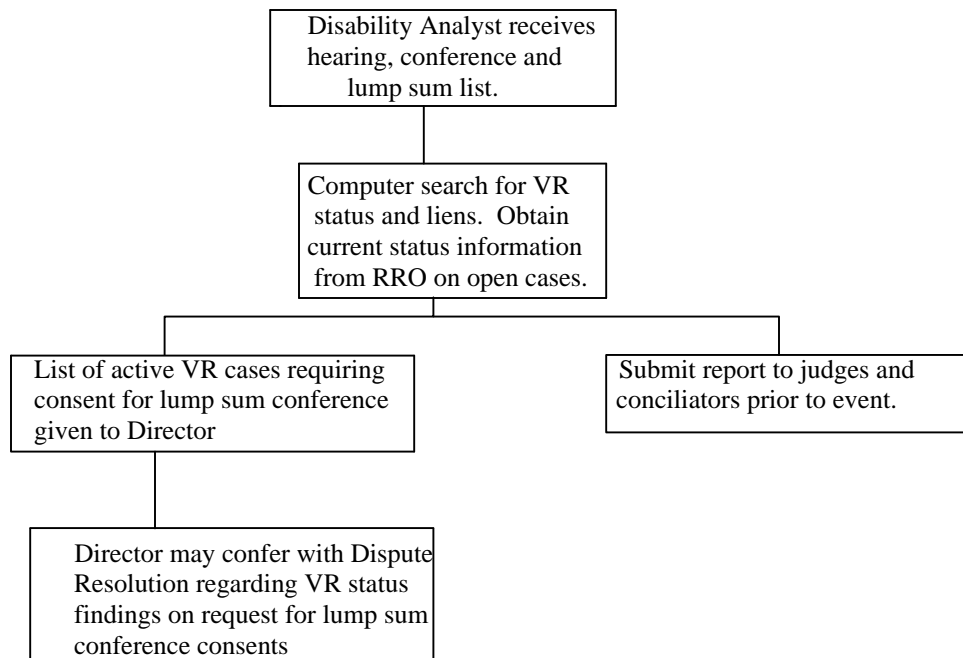 Disability Analyst receives
hearing, conference and
lump sum list.
Computer search for VR
status and liens. Obtain
current status information
from RRO on open cases.
List of active VR cases requiring
consent for lump sum conference
given to Director
Submit report to judges and
conciliators prior to event.
Director may confer with Dispute
Resolution regarding VR status
findings on request for lump sum
conference consents